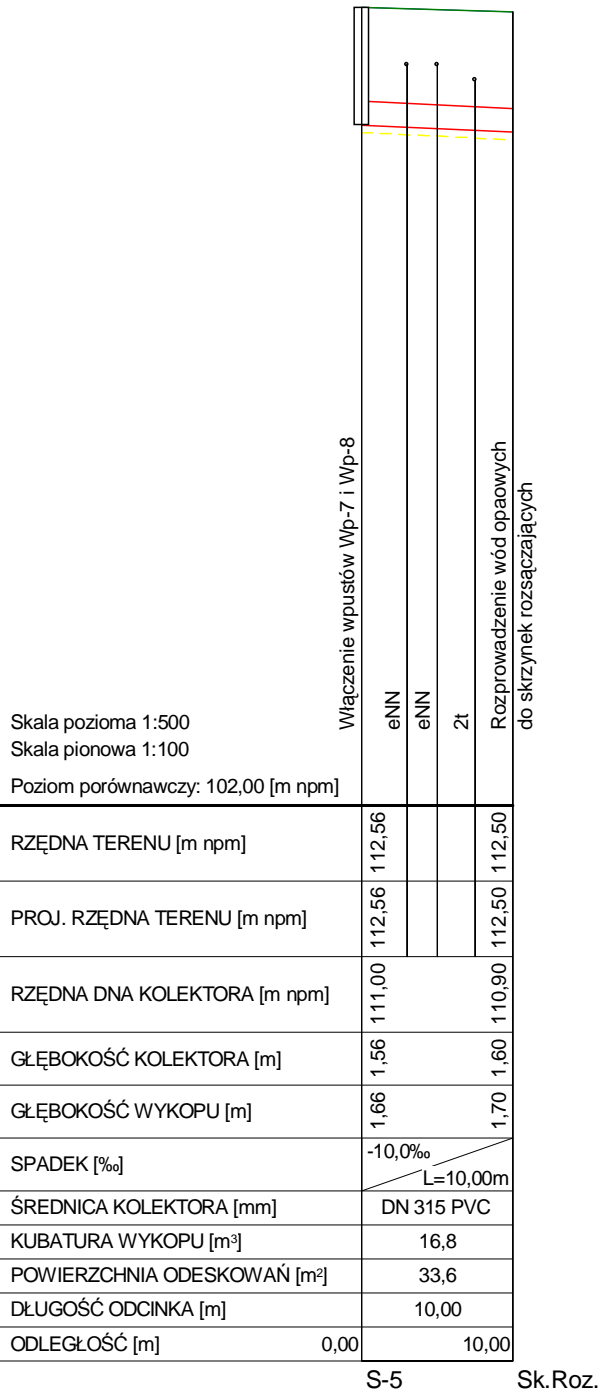 Włączenie wpustów Wp-7 i Wp-8
eNN
eNN
2t
Rozprowadzenie wód opaowych
do skrzynek rozsączających
Skala pozioma 1:500
Skala pionowa 1:100
Poziom porównawczy: 102,00 [m npm]
RZĘDNA TERENU [m npm] 112,56 112,50
PROJ. RZĘDNA TERENU [m npm] 112,56 112,50
RZĘDNA DNA KOLEKTORA [m npm] 111,00 110,90
GŁĘBOKOŚĆ KOLEKTORA [m] 1,56 1,60
GŁĘBOKOŚĆ WYKOPU [m] 1,66 1,70
SPADEK [‰] -10,0‰ L=10,00m
ŚREDNICA KOLEKTORA [mm] DN 315 PVC
KUBATURA WYKOPU [m³] 16,8
POWIERZCHNIA ODESKOWAŃ [m²] 33,6
DŁUGOŚĆ ODCINKA [m] 10,00
ODLEGŁOŚĆ [m] 0,00 10,00
S-5 Sk.Roz.